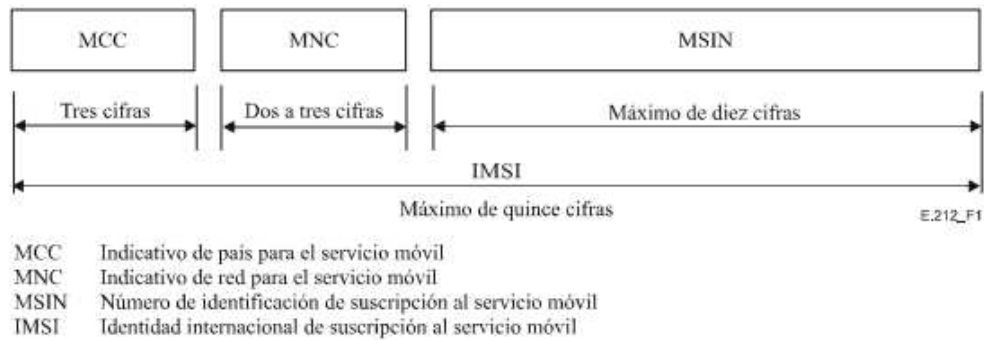 MCC MNC MSIN
Tres cifras Dos a tres cifras Máximo de diez cifras
IMSI
Máximo de quince cifras
E.212_F1
MCC Indicativo de país para el servicio móvil
MNC Indicativo de red para el servicio móvil
MSIN Número de identificación de suscripción al servicio móvil
IMSI Identidad internacional de suscripción al servicio móvil